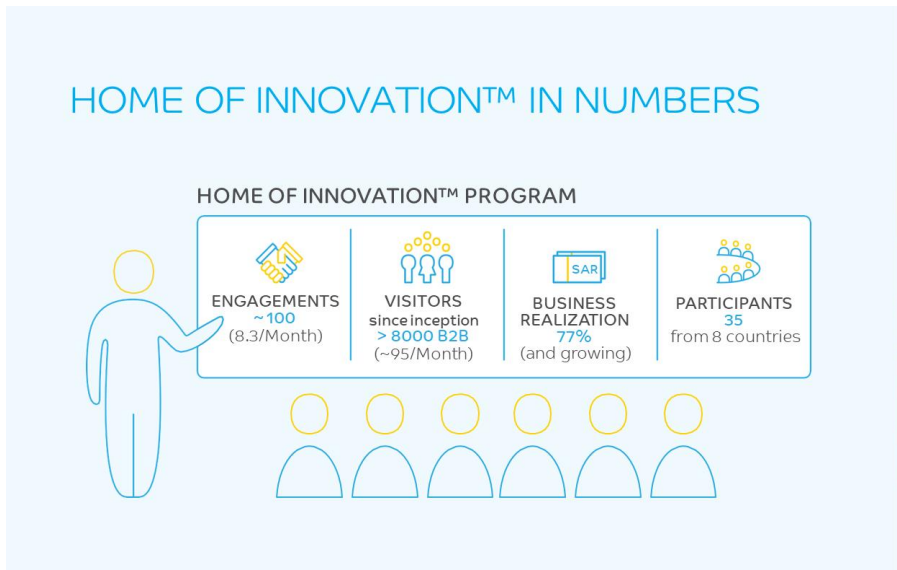 HOME OF INNOVATION™ IN NUMBERS
HOME OF INNOVATION™ PROGRAM
ENGAGEMENTS
~100
(8.3/Month)
VISITORS
since inception
> 8000 B2B
(~95/Month)
SAR
BUSINESS
REALIZATION
77%
(and growing)
PARTICIPANTS
35
from 8 countries